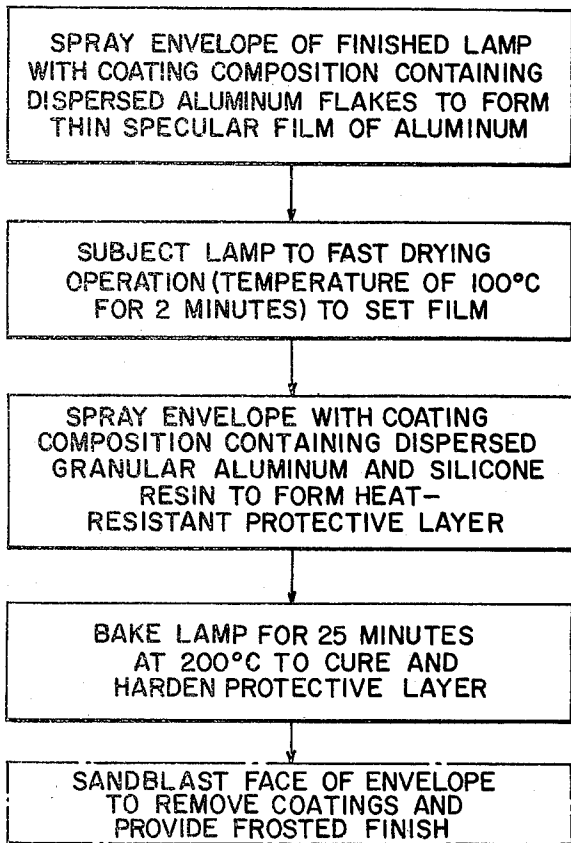 SPRAY ENVELOPE OF FINISHED LAMP
WITH COATING COMPOSITION CONTAINING
DISPERSED ALUMINUM FLAKES TO FORM
THIN SPECULAR FILM OF ALUMINUM
SUBJECT LAMP TO FAST DRYING
OPERATION (TEMPERATURE OF 100°C
FOR 2 MINUTES) TO SET FILM
SPRAY ENVELOPE WITH COATING
COMPOSITION CONTAINING DISPERSED
GRANULAR ALUMINUM AND SILICONE
RESIN TO FORM HEAT-
RESISTANT PROTECTIVE LAYER
BAKE LAMP FOR 25 MINUTES
AT 200°C TO CURE AND
HARDEN PROTECTIVE LAYER
SANDBLAST FACE OF ENVELOPE
TO REMOVE COATINGS AND
PROVIDE FROSTED FINISH